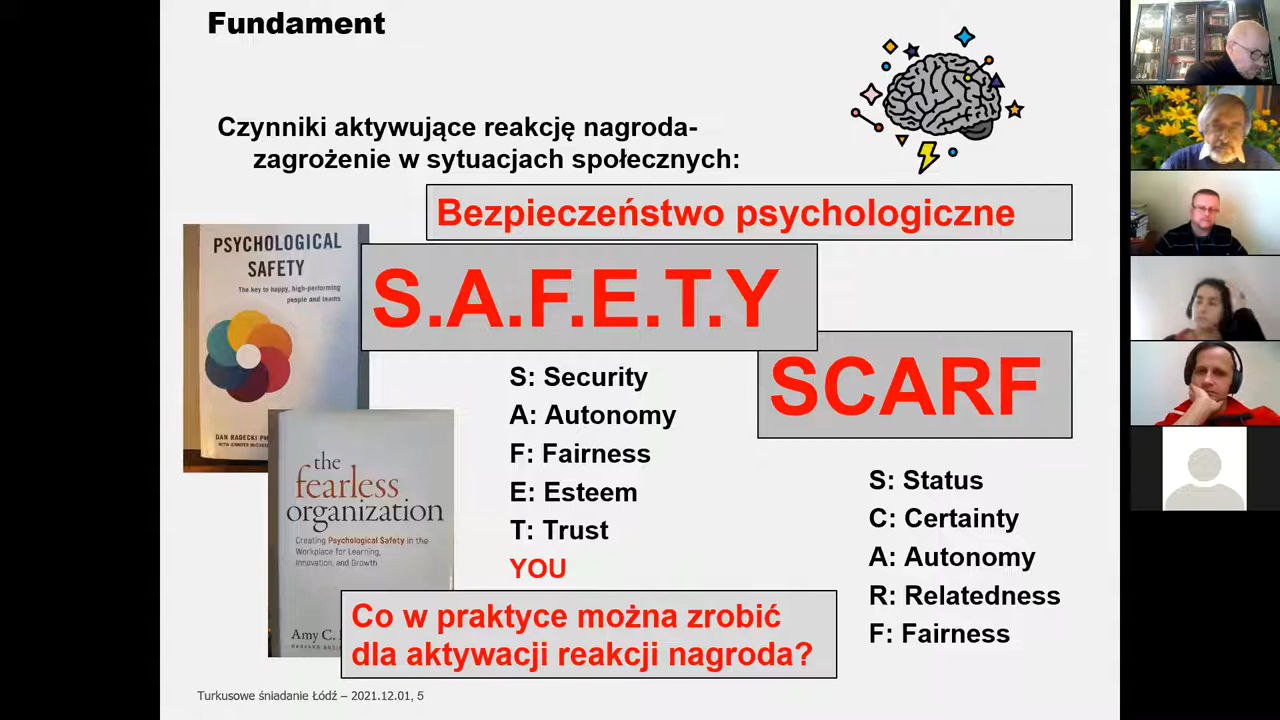 Fundament
Czynniki aktywujące reakcję nagroda-
zagrożenie w sytuacjach społecznych:
Bezpieczeństwo psychologiczne
PSYCHOLOGICAL
SAFETY
The key to happy, high-performing
people and teams
DAN RADECKI
S.A.F.E.T.Y
SCARF
S: Security
A: Autonomy
F: Fairness
E: Esteem
T: Trust
YOU
S: Status
C: Certainty
A: Autonomy
R: Relatedness
F: Fairness
the
fearless
organization
Creating Psychological Safety in the
Workplace for Learning,
Innovation, and Growth
Amy C.
Co w praktyce można zrobić
dla aktywacji reakcji nagroda?
Turkusowe śniadanie Łódź – 2021.12.01, 5